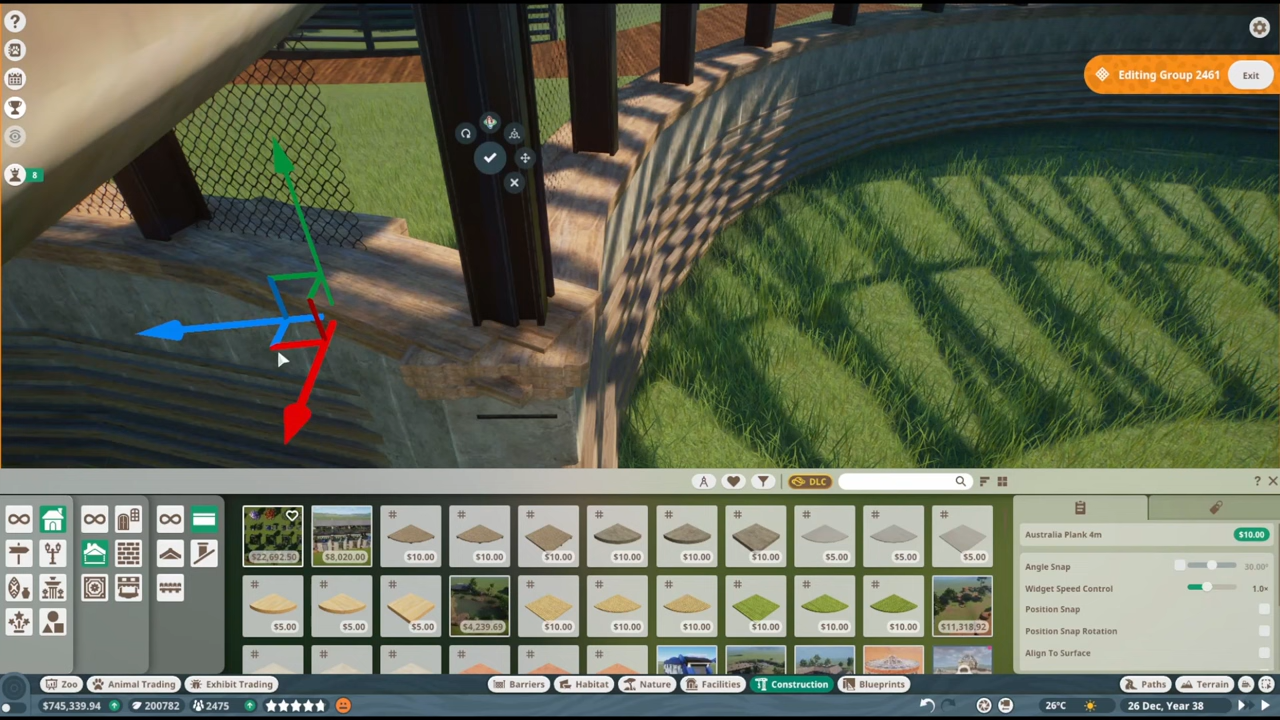 Editing Group 2461 Exit
8
DLC
$22,692.50 $8,020.00 $10.00 $10.00 $10.00 $10.00 $10.00 $10.00 $5.00 $5.00 $5.00
$5.00 $5.00 $5.00 $4,239.69 $10.00 $10.00 $10.00 $10.00 $10.00 $10.00 $11,318.92
Australia Plank 4m $10.00
Angle Snap 30.00°
Widget Speed Control 1.0×
Position Snap
Position Snap Rotation
Align To Surface
Zoo Animal Trading Exhibit Trading Barriers Habitat Nature Facilities Construction Blueprints Paths Terrain
$745,339.94 200782 2475 26°C 26 Dec, Year 38